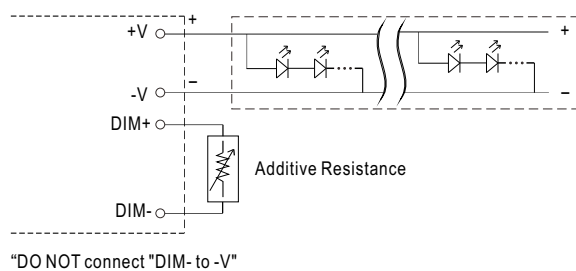 +V
+
-V
−
DIM+
DIM-
Additive Resistance
+
−
“DO NOT connect "DIM- to -V"